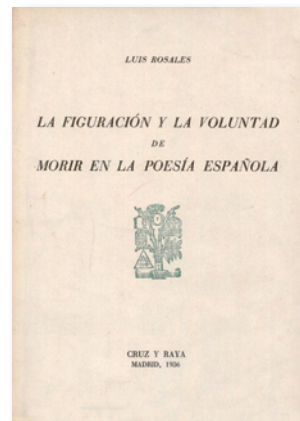 LUIS ROSALES
LA FIGURACIÓN Y LA VOLUNTAD
DE
MORIR EN LA POESÍA ESPAÑOLA
CRUZ Y RAYA
MADRID, 1936